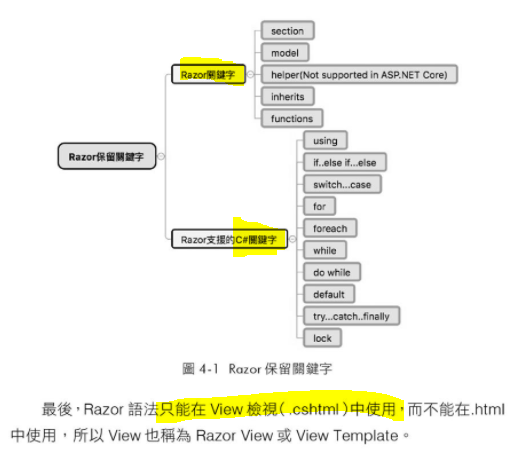 section
model
Razor關鍵字
helper(Not supported in ASP.NET Core)
inherits
functions
Razor保留關鍵字
using
if..else if...else
switch...case
for
Razor支援的C#關鍵字
foreach
while
do while
default
try...catch..finally
lock
圖 4-1 Razor 保留關鍵字
最後，Razor 語法只能在 View 檢視（.cshtml）中使用，而不能在.html
中使用，所以 View 也稱為 Razor View 或 View Template。